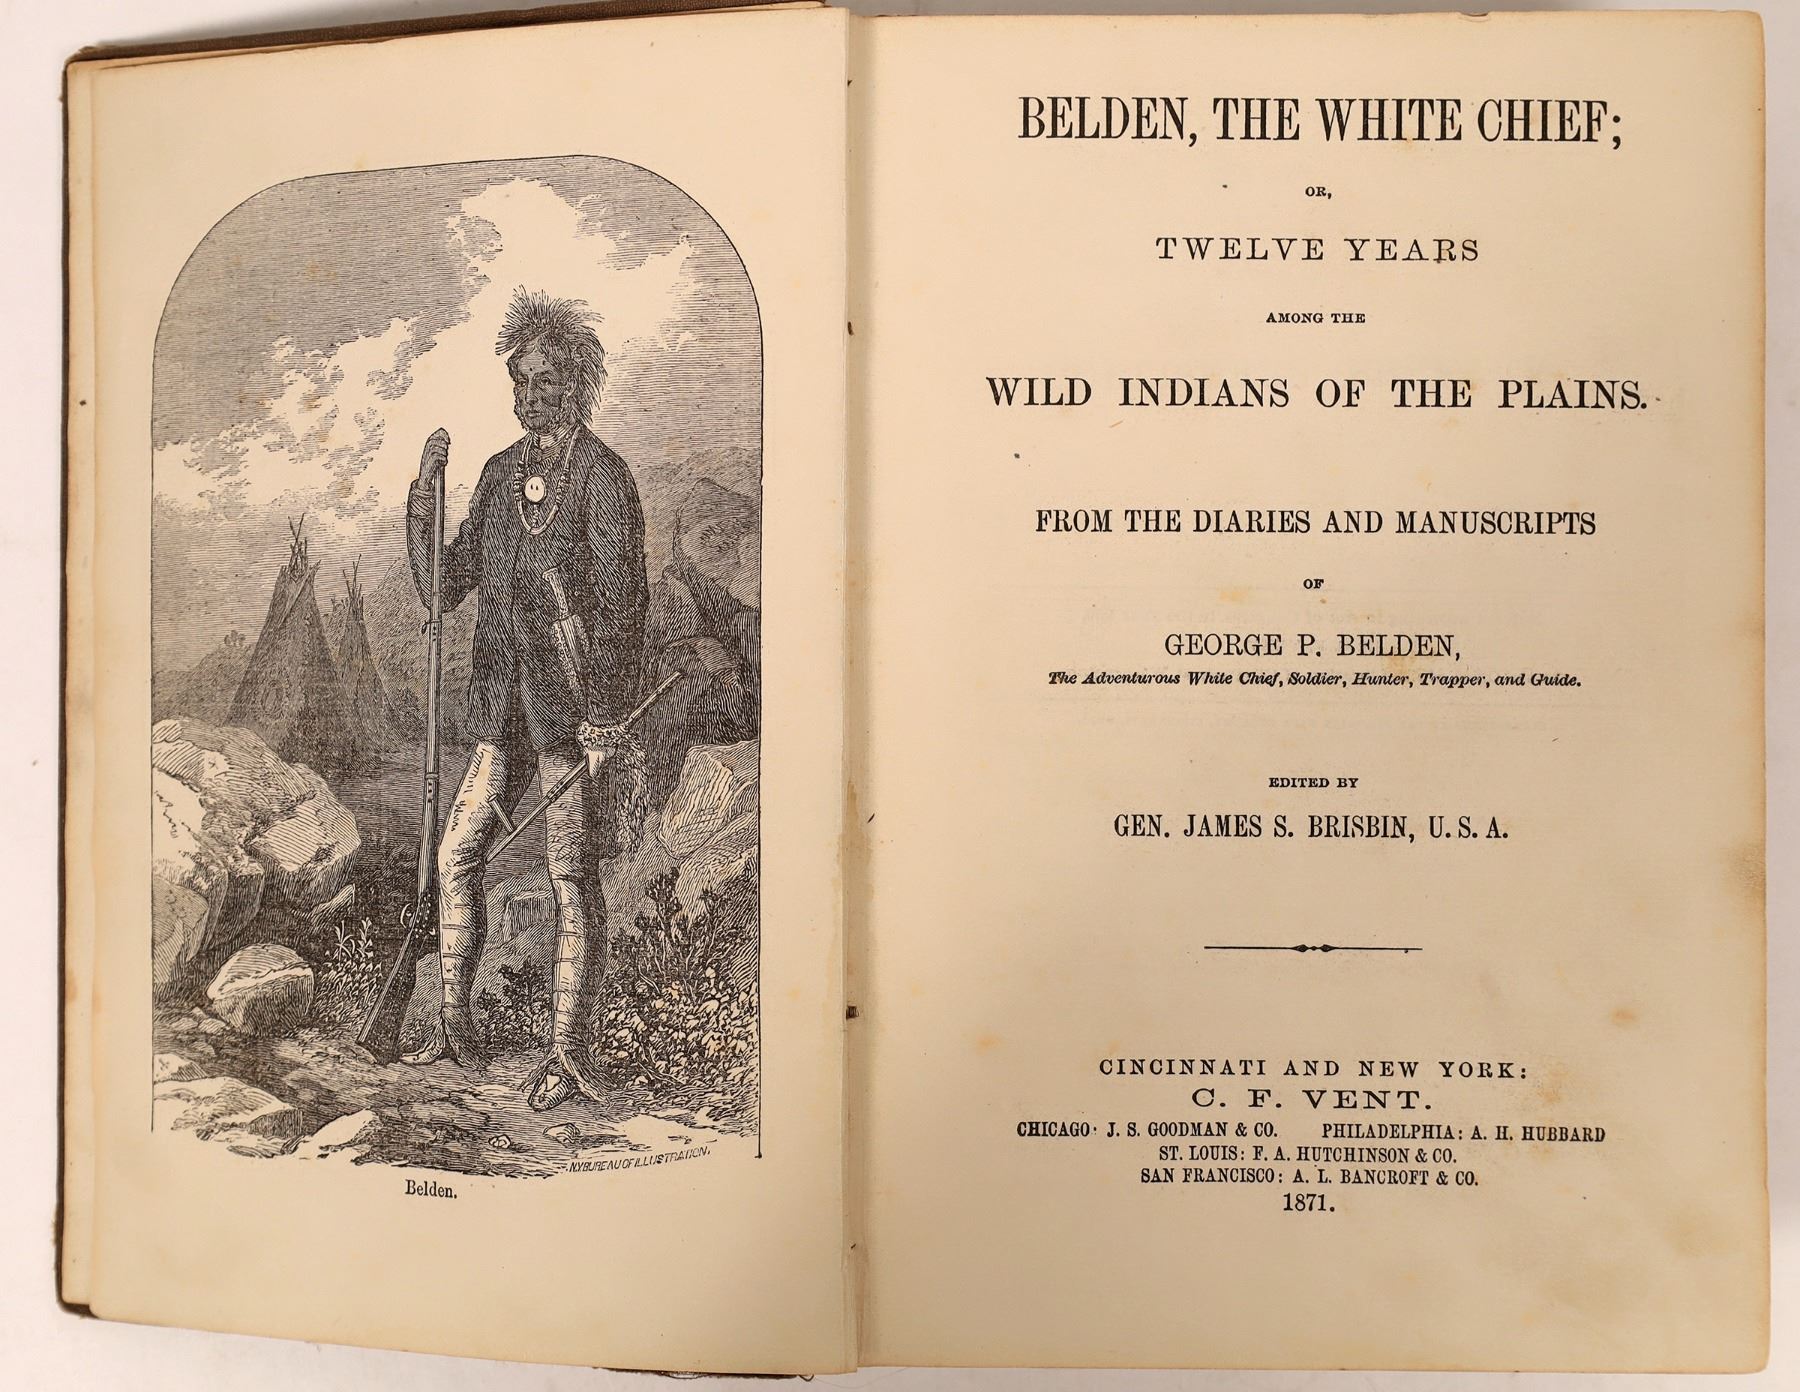 N.Y. BUREAU OF ILLUSTRATION.
Belden.
BELDEN, THE WHITE CHIEF;
OR,
TWELVE YEARS
AMONG THE
WILD INDIANS OF THE PLAINS.
FROM THE DIARIES AND MANUSCRIPTS
OF
GEORGE P. BELDEN,
The Adventurous White Chief, Soldier, Hunter, Trapper, and Guide.
EDITED BY
GEN. JAMES S. BRISBIN, U. S. A.
CINCINNATI AND NEW YORK:
C. F. VENT.
CHICAGO: J. S. GOODMAN & CO. PHILADELPHIA: A. H. HUBBARD
ST. LOUIS: F. A. HUTCHINSON & CO.
SAN FRANCISCO: A. L. BANCROFT & CO.
1871.